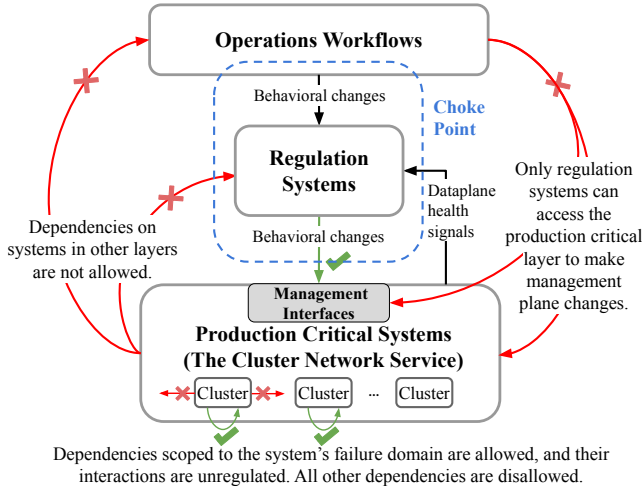 Operations Workflows
Behavioral changes
Choke
Point
Regulation
Systems
Dataplane
health
signals
Only regulation
systems can
access the
production critical
layer to make
management
plane changes.
Dependencies on
systems in other layers
are not allowed.
Behavioral changes
Management
Interfaces
Production Critical Systems
(The Cluster Network Service)
Cluster Cluster ... Cluster
Dependencies scoped to the system's failure domain are allowed, and their
interactions are unregulated. All other dependencies are disallowed.